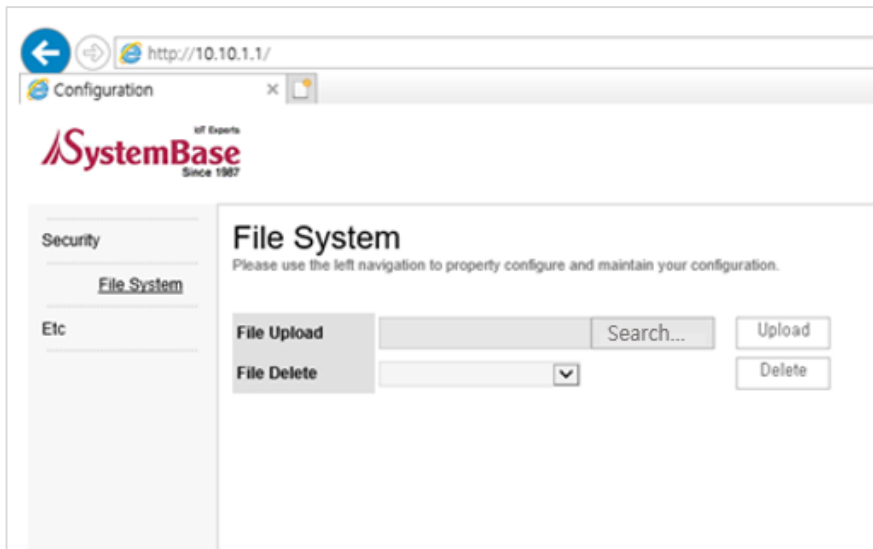 http://10.10.1.1/
Configuration
IoT Experts
SystemBase
Since 1987
Security
File System
Etc
File System
Please use the left navigation to property configure and maintain your configuration.
File Upload Search... Upload
File Delete Delete